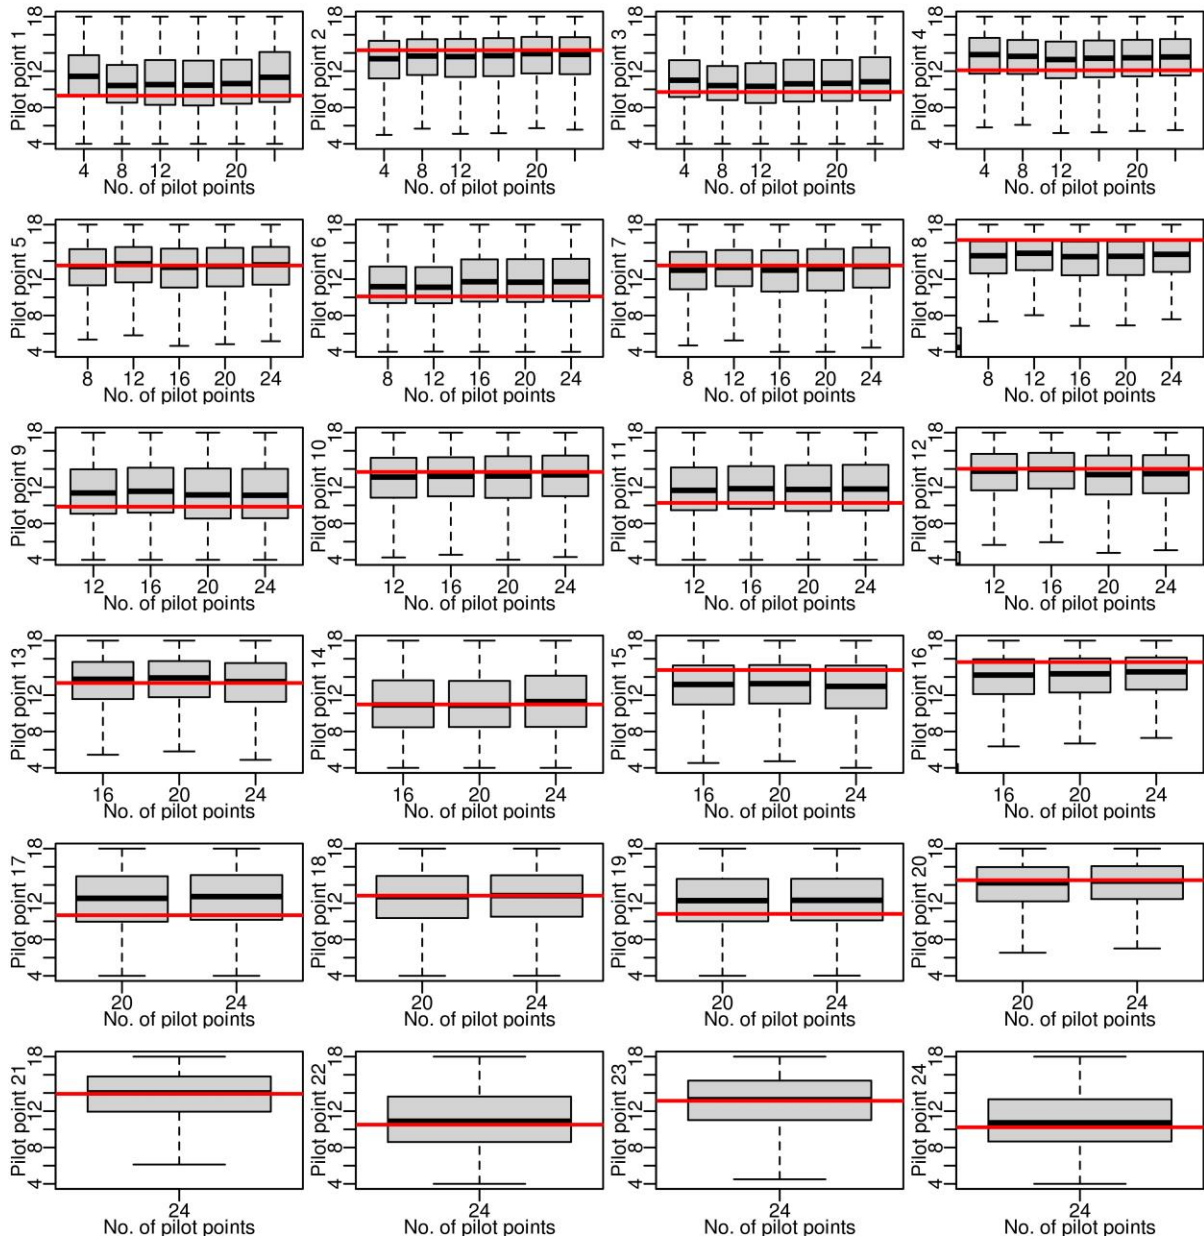 Pilot point 1 4 8 12 18 4 8 12 20 No. of pilot points
Pilot point 2 4 8 12 18 4 8 12 20 No. of pilot points
Pilot point 3 4 8 12 18 4 8 12 20 No. of pilot points
Pilot point 4 4 8 12 18 4 8 12 20 No. of pilot points
Pilot point 5 4 8 12 18 8 12 16 20 24 No. of pilot points
Pilot point 6 4 8 12 18 8 12 16 20 24 No. of pilot points
Pilot point 7 4 8 12 18 8 12 16 20 24 No. of pilot points
Pilot point 8 4 8 12 18 8 12 16 20 24 No. of pilot points
Pilot point 9 4 8 12 18 12 16 20 24 No. of pilot points
Pilot point 10 4 8 12 18 12 16 20 24 No. of pilot points
Pilot point 11 4 8 12 18 12 16 20 24 No. of pilot points
Pilot point 12 4 8 12 18 12 16 20 24 No. of pilot points
Pilot point 13 4 8 12 18 16 20 24 No. of pilot points
Pilot point 14 4 8 12 18 16 20 24 No. of pilot points
Pilot point 15 4 8 12 18 16 20 24 No. of pilot points
Pilot point 16 4 8 12 18 16 20 24 No. of pilot points
Pilot point 17 4 8 12 18 20 24 No. of pilot points
Pilot point 18 4 8 12 18 20 24 No. of pilot points
Pilot point 19 4 8 12 18 20 24 No. of pilot points
Pilot point 20 4 8 12 18 20 24 No. of pilot points
Pilot point 21 4 8 12 18 24 No. of pilot points
Pilot point 22 4 8 12 18 24 No. of pilot points
Pilot point 23 4 8 12 18 24 No. of pilot points
Pilot point 24 4 8 12 18 24 No. of pilot points